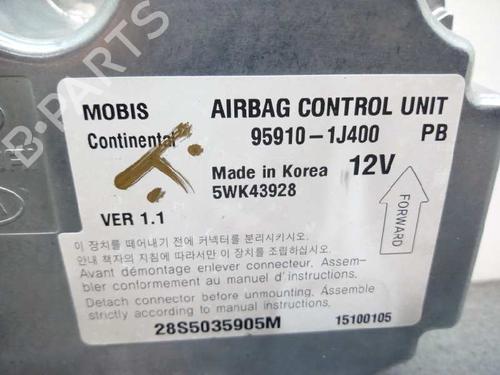 MOBIS
AIRBAG CONTROL UNIT
Continental
95910-1J400 PB
Made in Korea 12V
5WK43928
VER 1.1
FORWARD
이 장치를 떼어내기 전에 커넥터를 분리시키시오.
안내 책자의 지침에 따라서만 이 장치를 조립하십시오.
Avant démontage enlever connecteur. Assem-
bler conformement au manuel d'instructions.
Detach connector before unmounting. Assemble
strictly according to manual instructions.
28S5035905M 15100105
B-PARTS